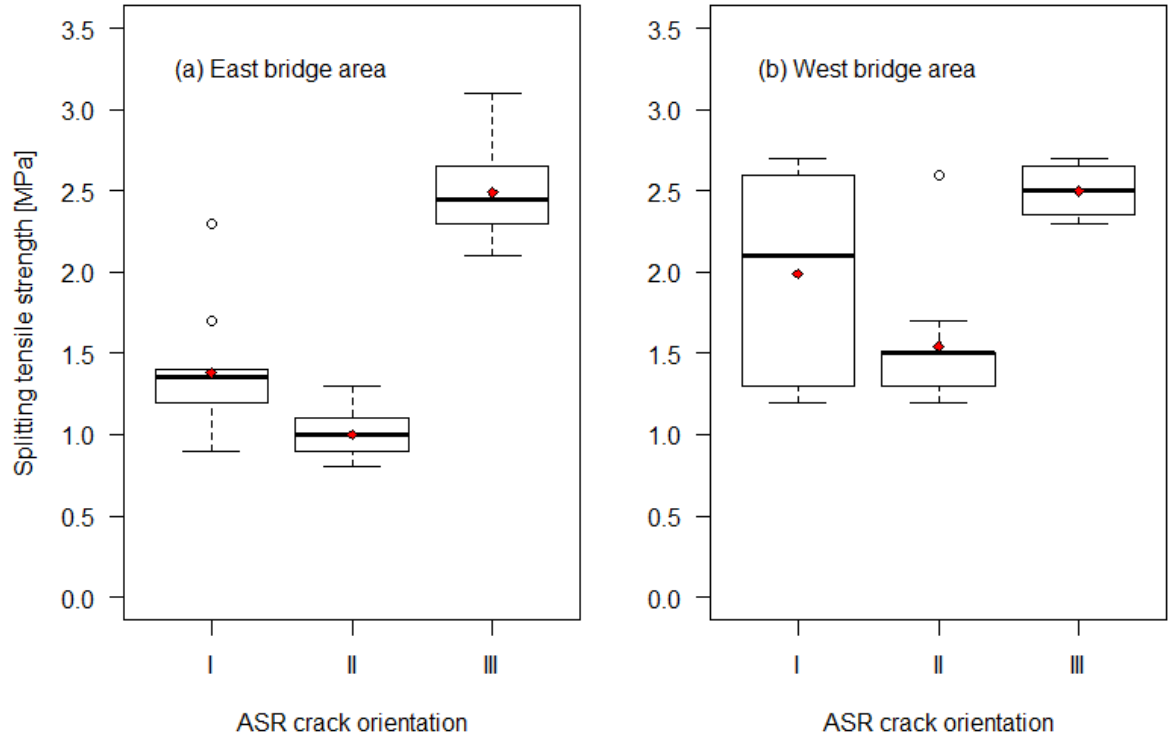 (a) East bridge area
Splitting tensile strength [MPa]
3.5
3.0
2.5
2.0
1.5
1.0
0.5
0.0
I II III
ASR crack orientation
(b) West bridge area
3.5
3.0
2.5
2.0
1.5
1.0
0.5
0.0
I II III
ASR crack orientation